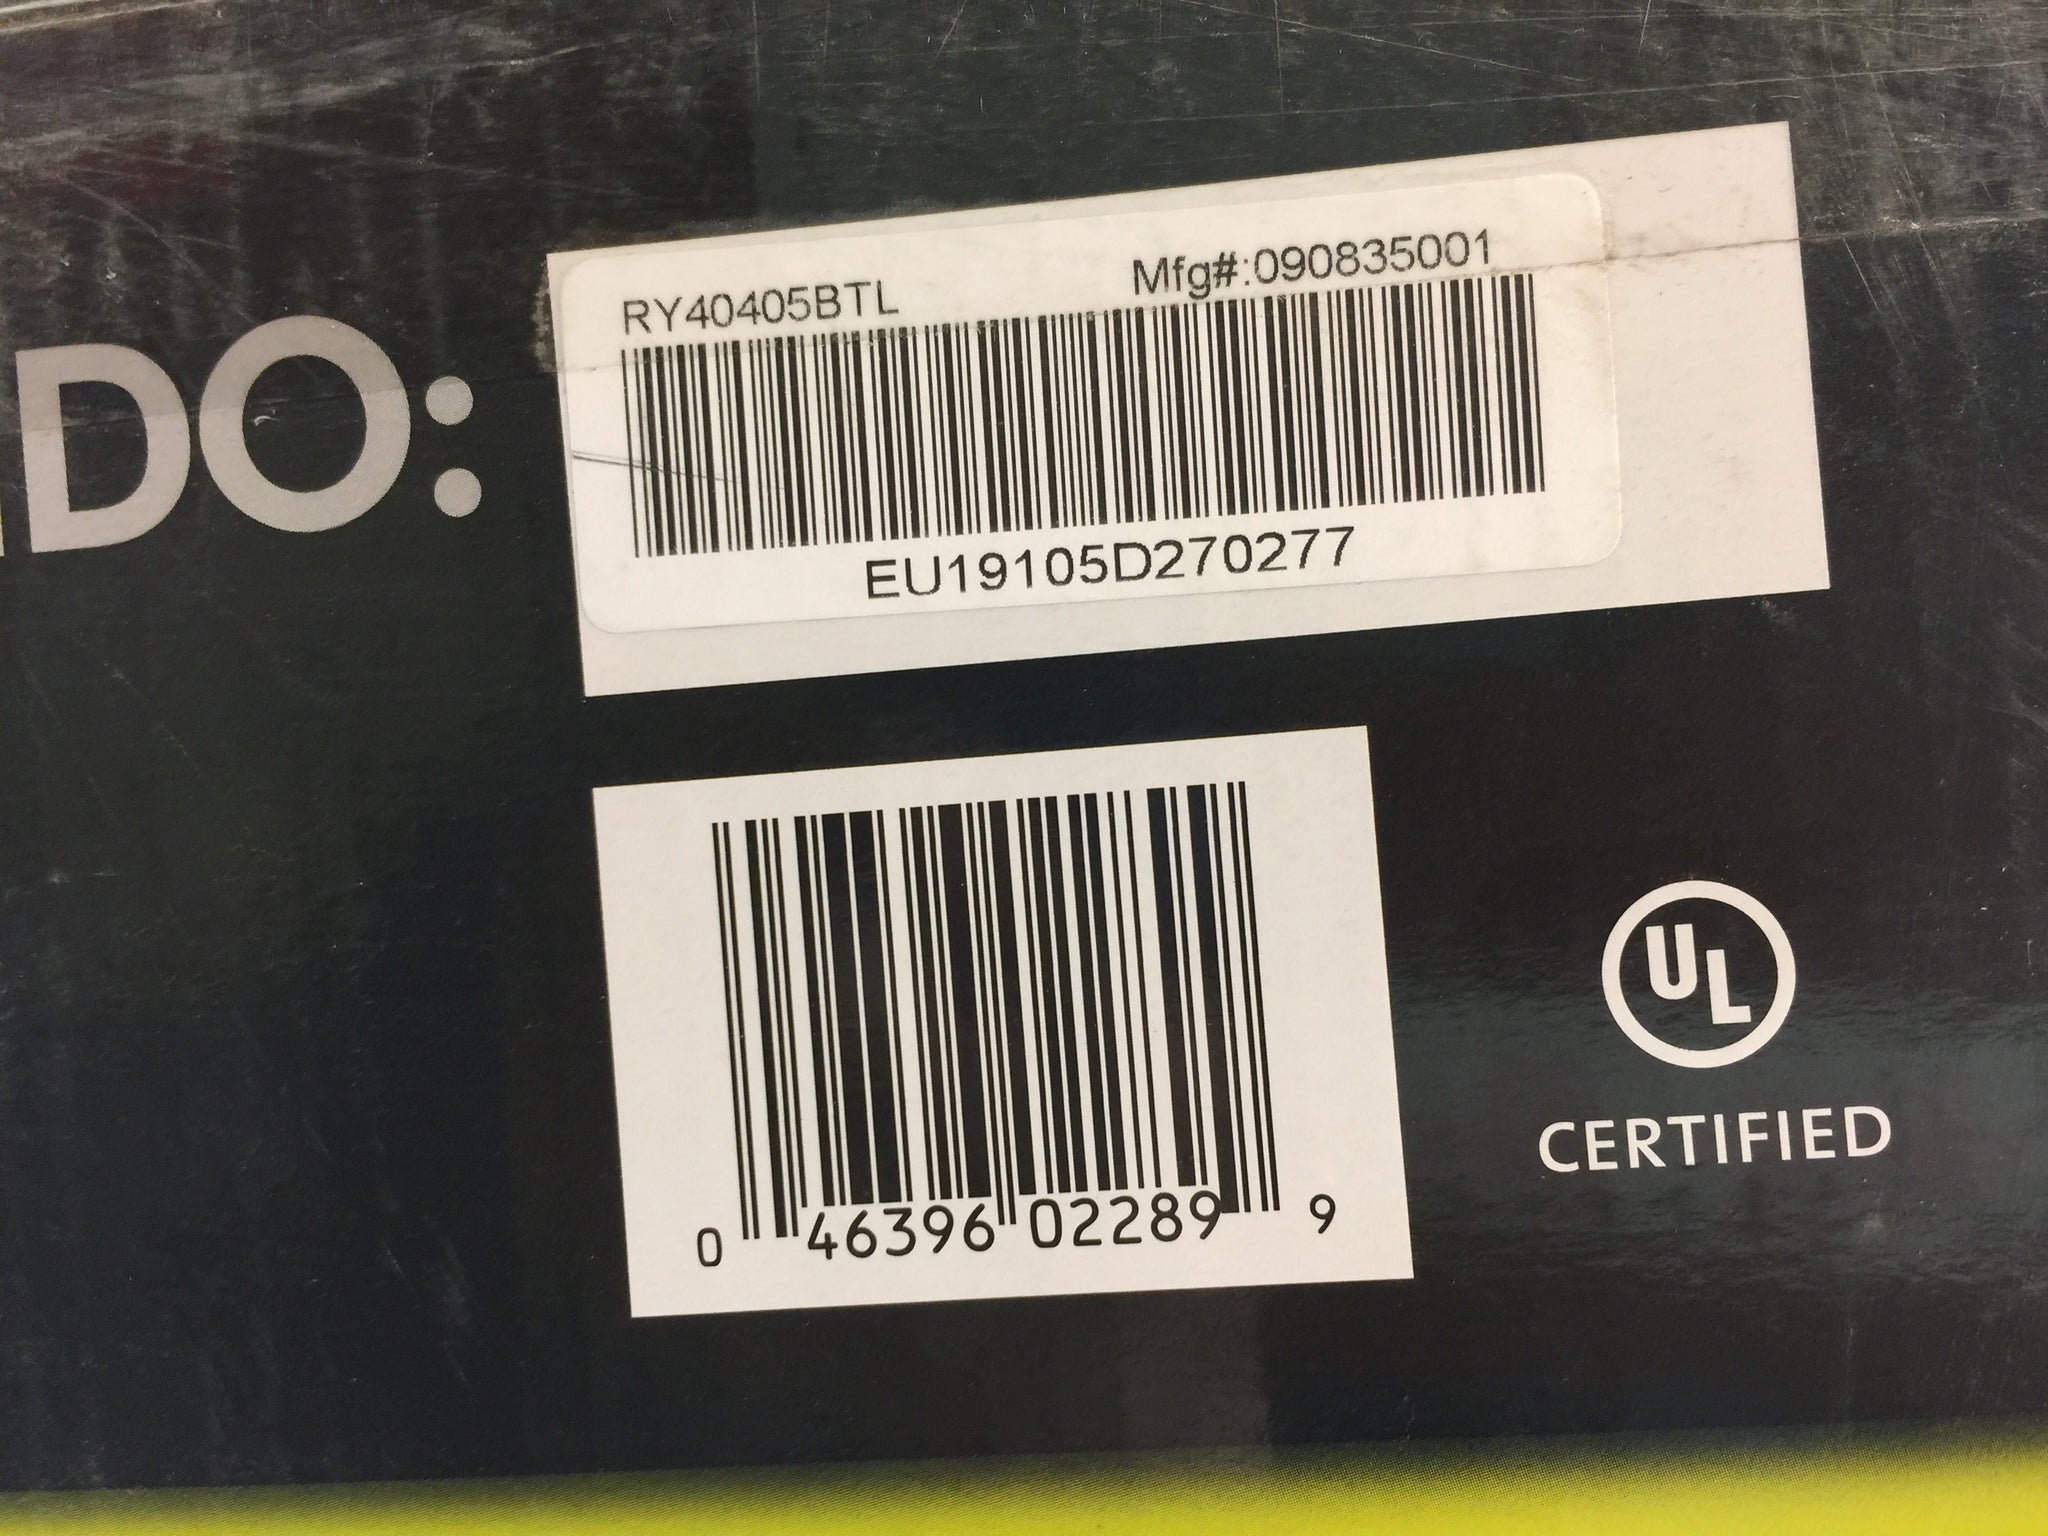 RY40405BTL Mfg#:090835001
DO:
EU19105D270277
UL
CERTIFIED
0 46396 02289 9